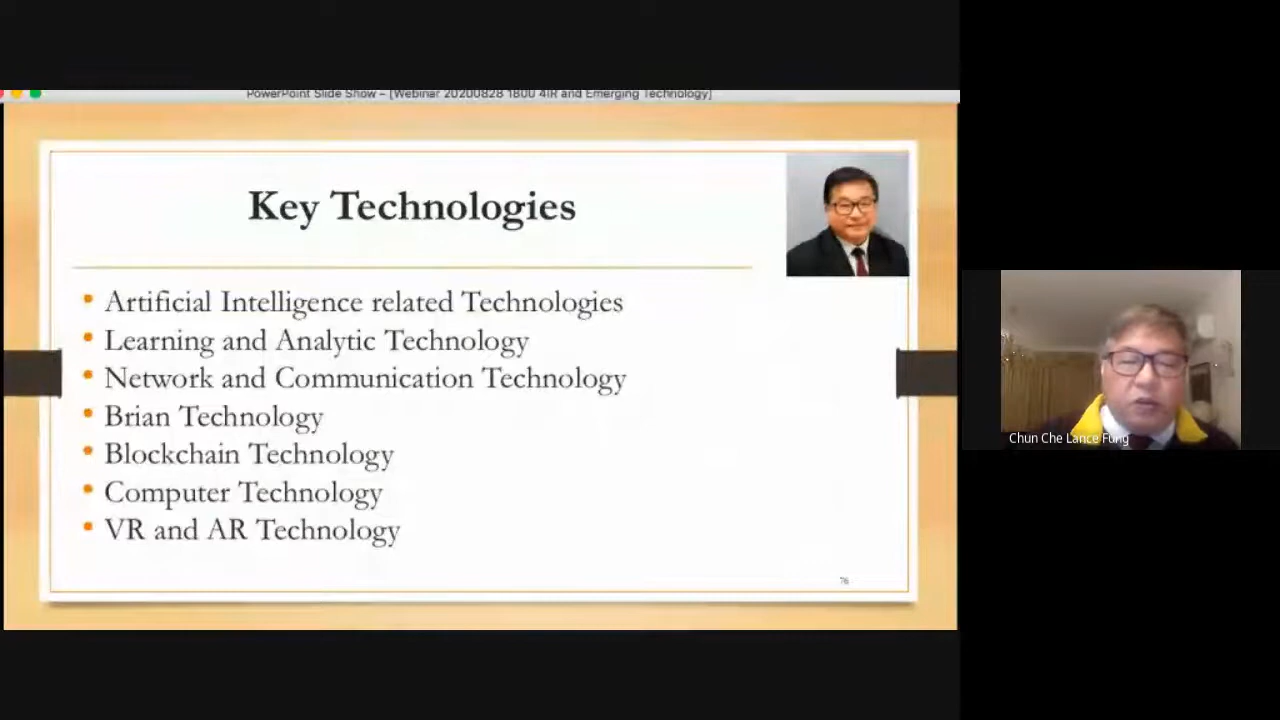 PowerPoint Slide Show – [Webinar 20200828 1800 4IR and Emerging Technology]
Key Technologies
• Artificial Intelligence related Technologies
• Learning and Analytic Technology
• Network and Communication Technology
• Brian Technology
• Blockchain Technology
• Computer Technology
• VR and AR Technology
76
Chun Che Lance Fung